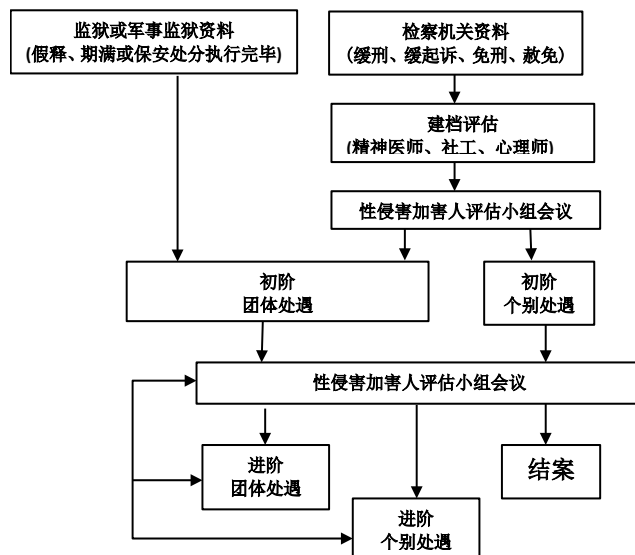 监狱或军事监狱资料
(假释、期满或保安处分执行完毕)
检察机关资料
(缓刑、缓起诉、免刑、赦免)
建档评估
(精神医师、社工、心理师)
性侵害加害人评估小组会议
初阶
团体处遇
初阶
个别处遇
性侵害加害人评估小组会议
进阶
团体处遇
结案
进阶
个别处遇